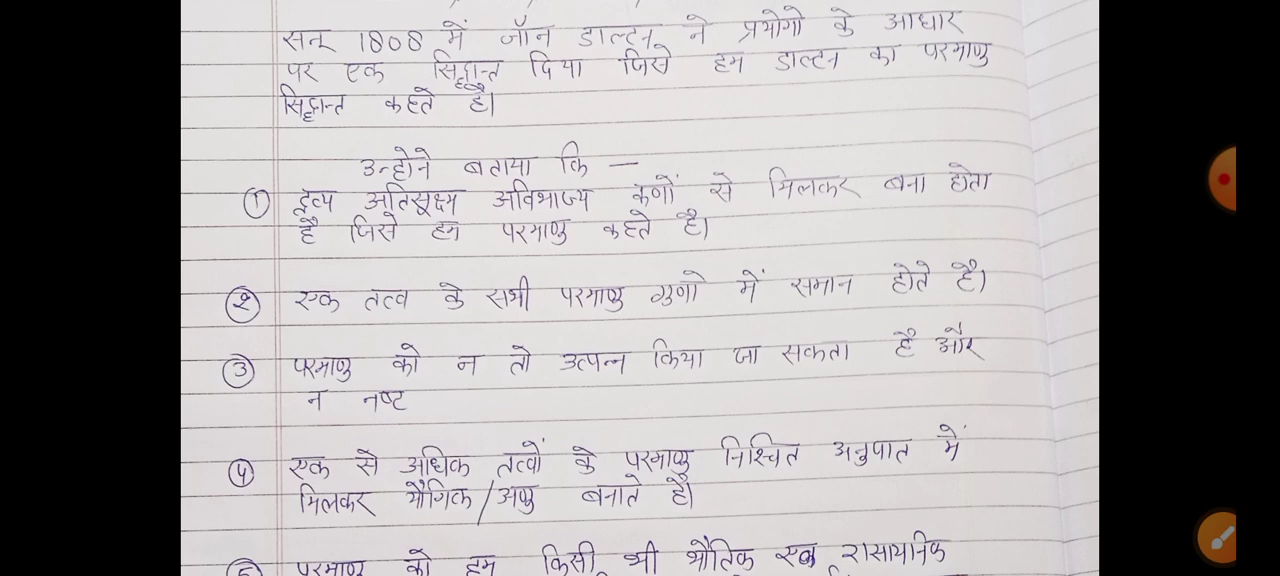 सन् 1808 में जॉन डाल्टन ने प्रयोगो के आधार
पर एक सिद्धान्त दिया जिसे हम डाल्टन का परमाणु
सिद्धान्त कहते है।
उन्होने बताया कि —
① द्रव्य अतिसूक्ष्म अविभाज्य कणों से मिलकर बना होता
है जिसे हम परमाणु कहते है।
② एक तत्व के सभी परमाणु गुणो में समान होते है।
③ परमाणु को न तो उत्पन्न किया जा सकता है और
न नष्ट
④ एक से अधिक तत्वों के परमाणु निश्चित अनुपात में
मिलकर यौगिक/अणु बनाते है।
⑤ परमाणु को हम किसी भी भौतिक एवं रासायनिक